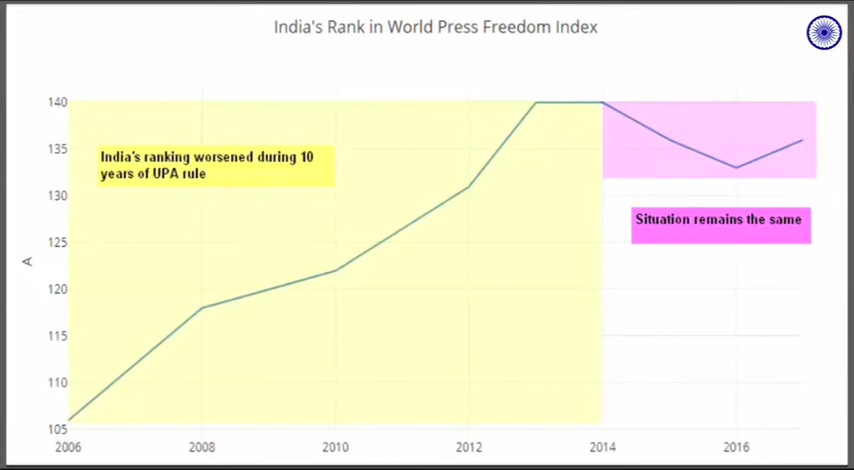 India's Rank in World Press Freedom Index
140
135
130
125
120
115
110
105
A
India's ranking worsened during 10
years of UPA rule
Situation remains the same
2006 2008 2010 2012 2014 2016